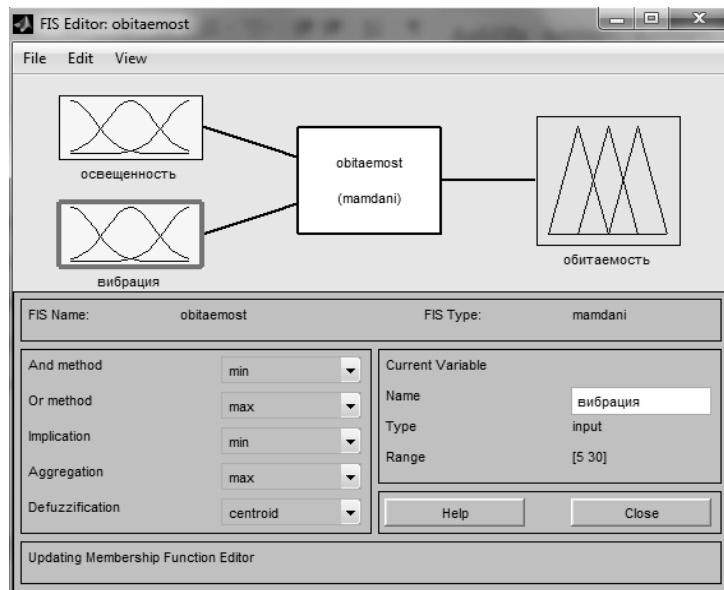 FIS Editor: obitaemost
File Edit View
освещенность
вибрация
obitaemost
(mamdani)
обитаемость
FIS Name: obitaemost FIS Type: mamdani
And method min
Or method max
Implication min
Aggregation max
Defuzzification centroid
Current Variable
Name вибрация
Type input
Range [5 30]
Help Close
Updating Membership Function Editor